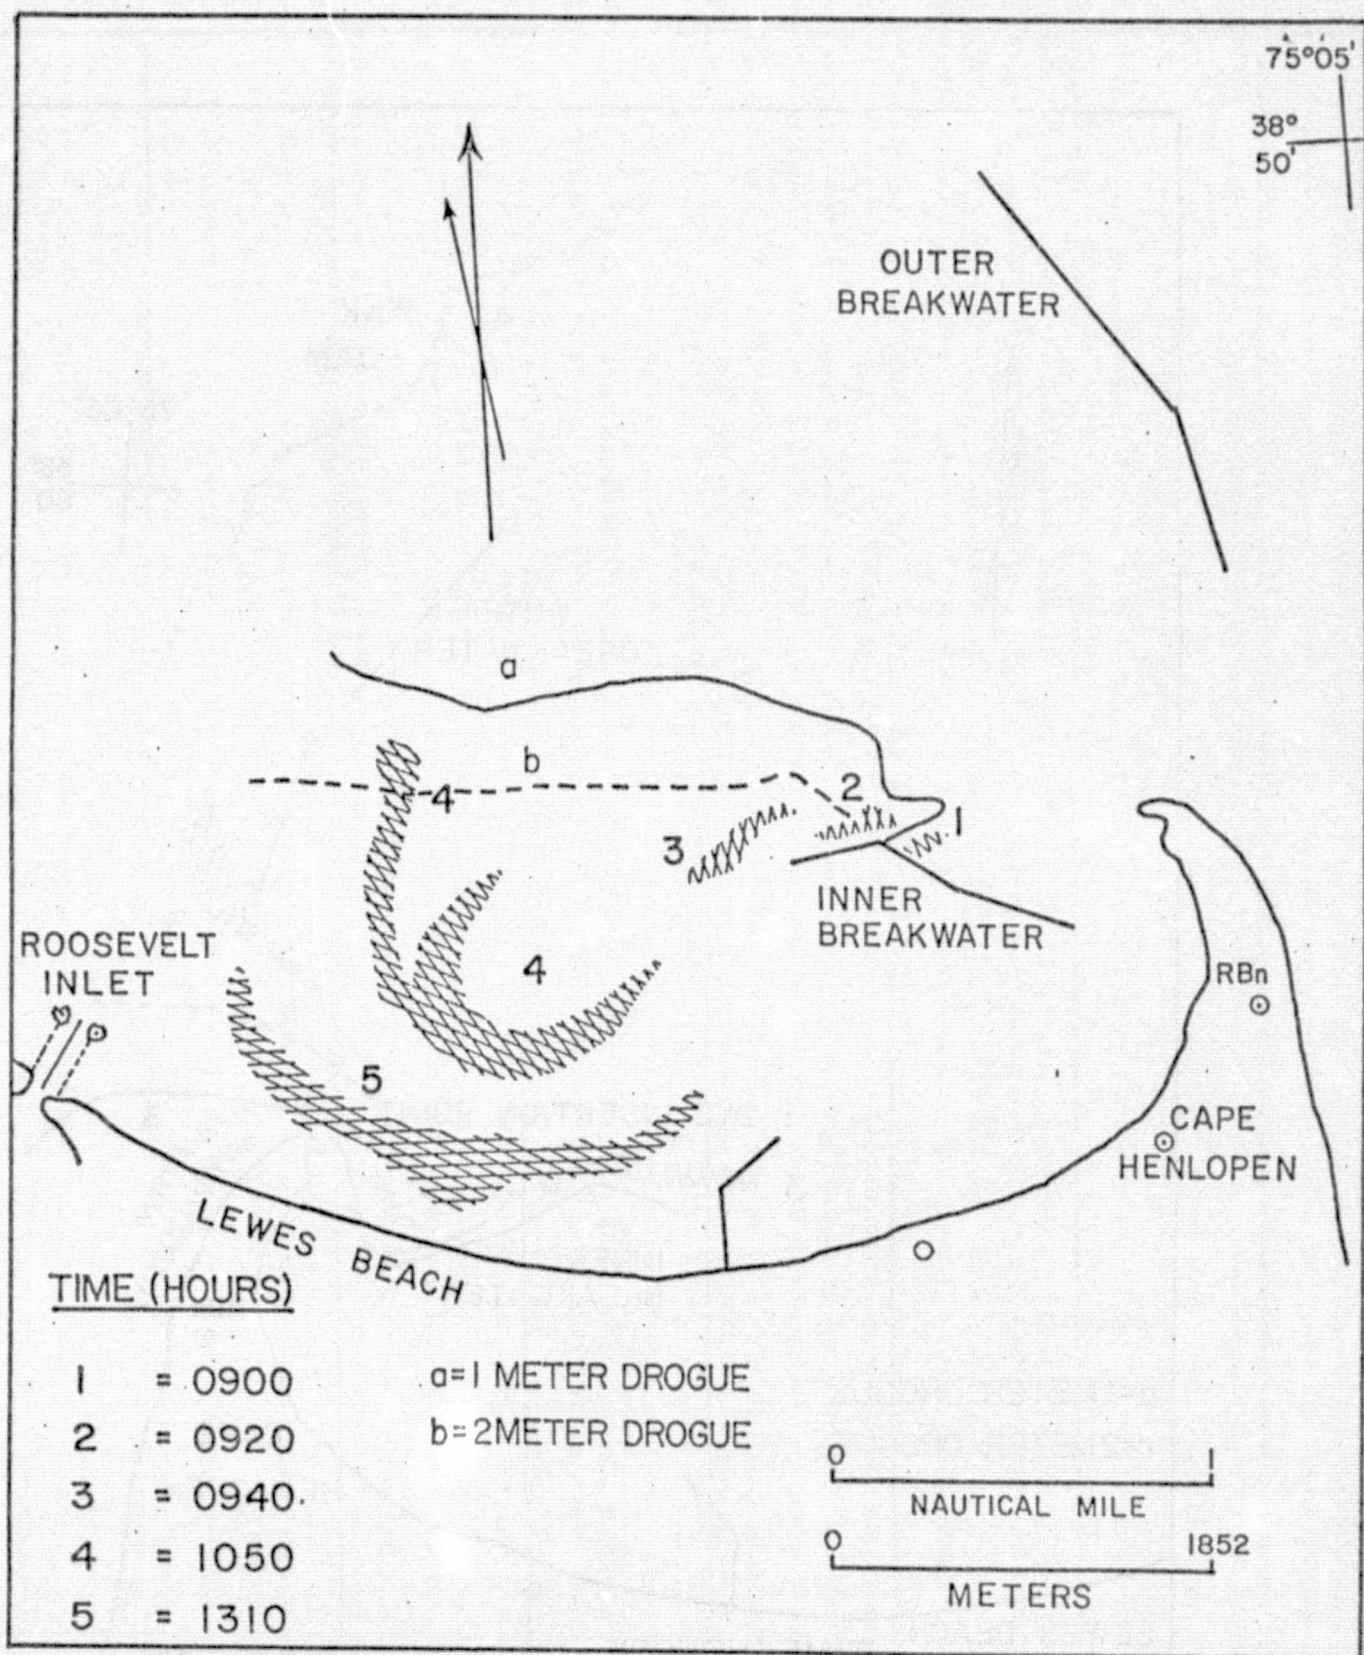 75°05'
38°
50'
OUTER
BREAKWATER
a
b
4
2
1
3
INNER
BREAKWATER
ROOSEVELT
INLET
4
RBn
5
CAPE
HENLOPEN
LEWES BEACH
TIME (HOURS)
1 = 0900
2 = 0920
3 = 0940.
4 = 1050
5 = 1310
a=1 METER DROGUE
b=2METER DROGUE
0 1
NAUTICAL MILE
0 1852
METERS